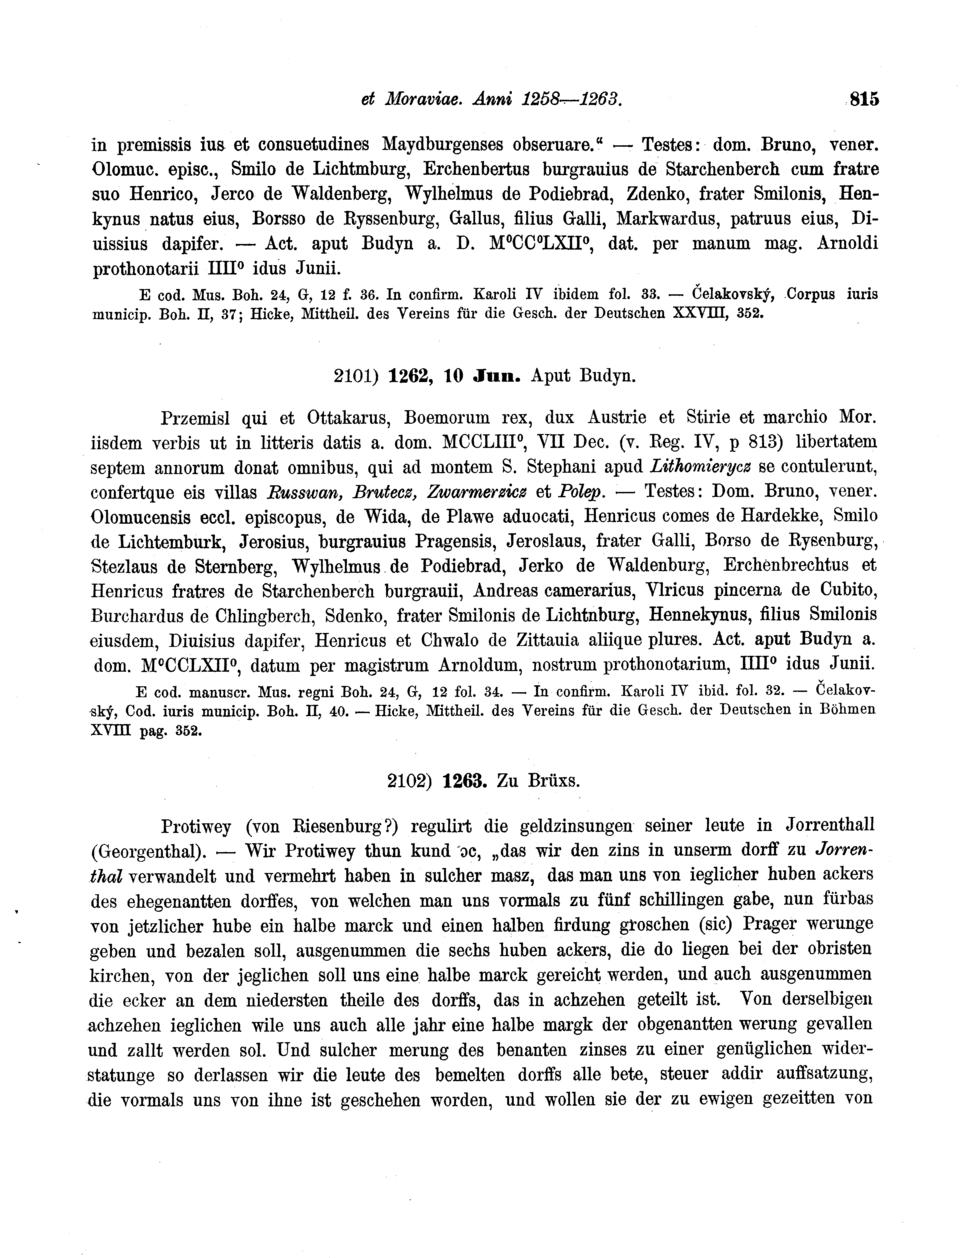 et Moraviae. Anni 1258—1263. 815
in premissis ius et consuetudines Maydburgenses obseruare.“ — Testes: dom. Bruno, vener.
Olomuc. episc., Smilo de Lichtmburg, Erchenbertus burgrauius de Starchenberch cum fratre
suo Henrico, Jerco de Waldenberg, Wylhelmus de Podiebrad, Zdenko, frater Smilonis, Hen-
kynus natus eius, Borsso de Ryssenburg, Gallus, filius Galli, Markwardus, patruus eius, Di-
uissius dapifer. — Act. aput Budyn a. D. M⁰CC⁰LXII⁰, dat. per manum mag. Arnoldi
prothonotarii IIII⁰ idus Junii.
E cod. Mus. Boh. 24, G, 12 f. 36. In confirm. Karoli IV ibidem fol. 33. — Čelakovský, Corpus iuris
municip. Boh. II, 37; Hicke, Mittheil. des Vereins für die Gesch. der Deutschen XXVIII, 352.
2101) 1262, 10 Jun. Aput Budyn.
Przemisl qui et Ottakarus, Boemorum rex, dux Austrie et Stirie et marchio Mor.
iisdem verbis ut in litteris datis a. dom. MCCLIII⁰, VII Dec. (v. Reg. IV, p 813) libertatem
septem annorum donat omnibus, qui ad montem S. Stephani apud Lithomierycz se contulerunt,
confertque eis villas Russwan, Brutecz, Zwarmerzicz et Polep. — Testes: Dom. Bruno, vener.
Olomucensis eccl. episcopus, de Wida, de Plawe aduocati, Henricus comes de Hardekke, Smilo
de Lichtemburk, Jerosius, burgrauius Pragensis, Jeroslaus, frater Galli, Borso de Rysenburg,
Stezlaus de Sternberg, Wylhelmus de Podiebrad, Jerko de Waldenburg, Erchenbrechtus et
Henricus fratres de Starchenberch burgrauii, Andreas camerarius, Vlricus pincerna de Cubito,
Burchardus de Chlingberch, Sdenko, frater Smilonis de Lichtnburg, Hennekynus, filius Smilonis
eiusdem, Diuisius dapifer, Henricus et Chwalo de Zittauia aliique plures. Act. aput Budyn a.
dom. M⁰CCLXII⁰, datum per magistrum Arnoldum, nostrum prothonotarium, IIII⁰ idus Junii.
E cod. manuscr. Mus. regni Boh. 24, G, 12 fol. 34. — In confirm. Karoli IV ibid. fol. 32. — Čelakov-
ský, Cod. iuris municip. Boh. II, 40. — Hicke, Mittheil. des Vereins für die Gesch. der Deutschen in Böhmen
XVIII pag. 352.
2102) 1263. Zu Brüxs.
Protiwey (von Riesenburg?) regulirt die geldzinsungen seiner leute in Jorrenthall
(Georgenthal). — Wir Protiwey thun kund ɔc, „das wir den zins in unserm dorff zu Jorren-
thal verwandelt und vermehrt haben in sulcher masz, das man uns von ieglicher huben ackers
des ehegenantten dorffes, von welchen man uns vormals zu fünf schillingen gabe, nun fürbas
von jetzlicher hube ein halbe marck und einen halben firdung groschen (sic) Prager werunge
geben und bezalen soll, ausgenummen die sechs huben ackers, die do liegen bei der obristen
kirchen, von der jeglichen soll uns eine halbe marck gereicht werden, und auch ausgenummen
die ecker an dem niedersten theile des dorffs, das in achzehen geteilt ist. Von derselbigen
achzehen ieglichen wile uns auch alle jahr eine halbe margk der obgenantten werung gevallen
und zallt werden sol. Und sulcher merung des benanten zinses zu einer genüglichen wider-
statunge so derlassen wir die leute des bemelten dorffs alle bete, steuer addir auffsatzung,
die vormals uns von ihne ist geschehen worden, und wollen sie der zu ewigen gezeitten von